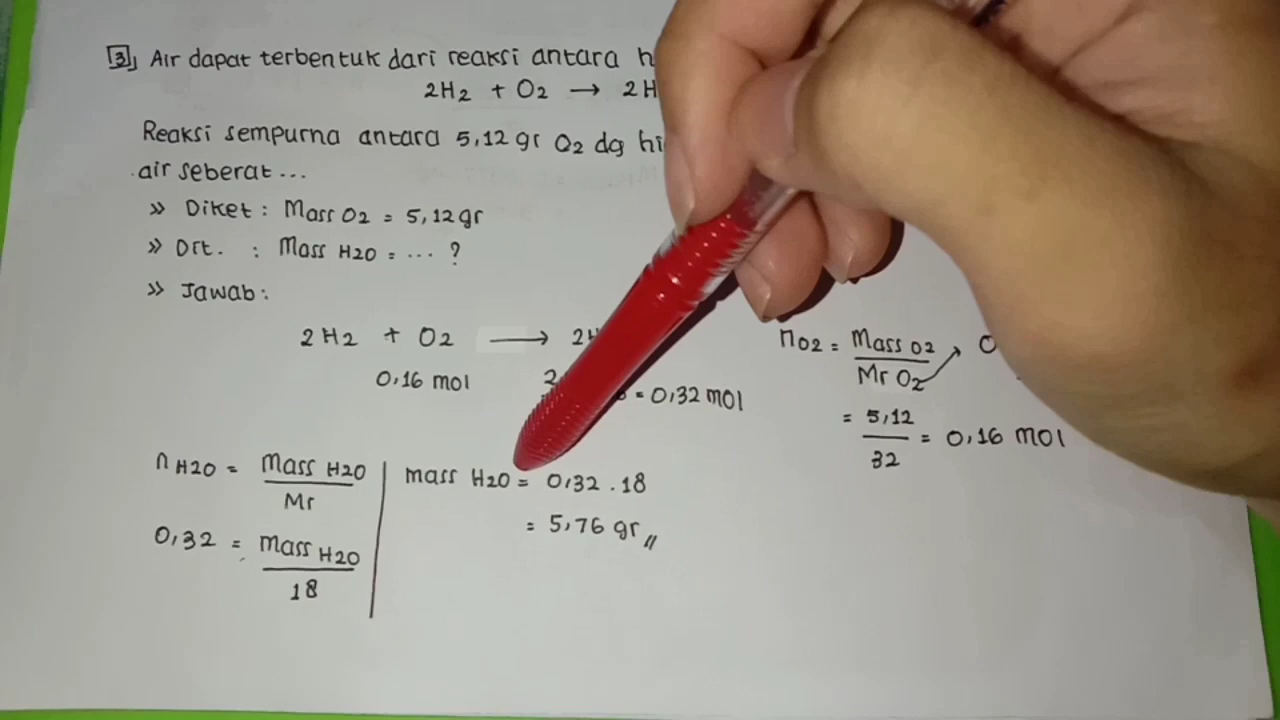 3) Air dapat terbentuk dari reaksi antara
2H2 + O2 → 2H
Reaksi sempurna antara 5,12 gr O2 dg
air seberat...
» Diket : Mass O2 = 5,12 gr
» Dit. : Mass H2O = ... ?
» Jawab :
2H2 + O2 → 2H
0,16 mol = 0,32 mol
nO2 = Mass O2
Mr O2
= 5,12
32
= 0,16 mol
nH2O = Mass H2O
Mr
0,32 = Mass H2O
18
mass H2O = 0,32 . 18
= 5,76 gr //